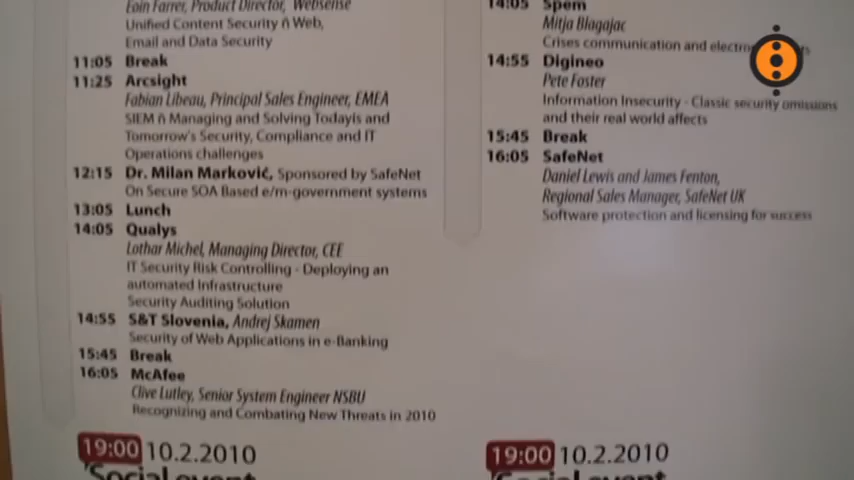 Eoin Farrer, Product Director, Websense
Unified Content Security ñ Web,
Email and Data Security
11:05 Break
11:25 Arcsight
Fabian Libeau, Principal Sales Engineer, EMEA
SIEM ñ Managing and Solving Todayís and
Tomorrow's Security, Compliance and IT
Operations challenges
12:15 Dr. Milan Marković, Sponsored by SafeNet
On Secure SOA Based e/m-government systems
13:05 Lunch
14:05 Qualys
Lothar Michel, Managing Director, CEE
IT Security Risk Controlling - Deploying an
automated Infrastructure
Security Auditing Solution
14:55 S&T Slovenia, Andrej Skamen
Security of Web Applications in e-Banking
15:45 Break
16:05 McAfee
Clive Lutley, Senior System Engineer NSBU
Recognizing and Combating New Threats in 2010
19:00 10.2.2010
'Social event
14:05 Spem
Mitja Blagajac
Crises communication and
14:55 Digineo
Pete Foster
Information Insecurity - Classic security omissions
and their real world affects
15:45 Break
16:05 SafeNet
Daniel Lewis and James Fenton,
Regional Sales Manager, SafeNet UK
Software protection and licensing for success
19:00 10.2.2010
'Social event